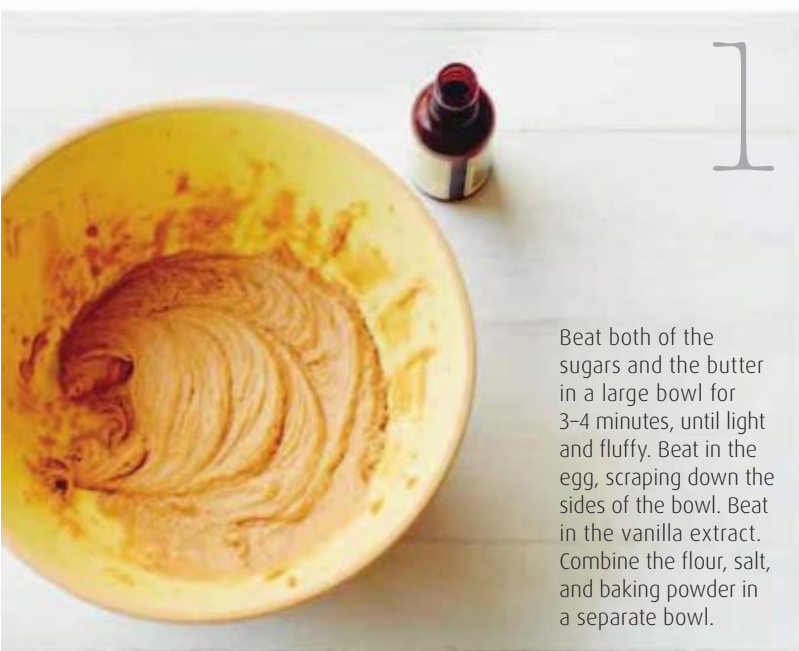 1
Beat both of the
sugars and the butter
in a large bowl for
3–4 minutes, until light
and fluffy. Beat in the
egg, scraping down the
sides of the bowl. Beat
in the vanilla extract.
Combine the flour, salt,
and baking powder in
a separate bowl.